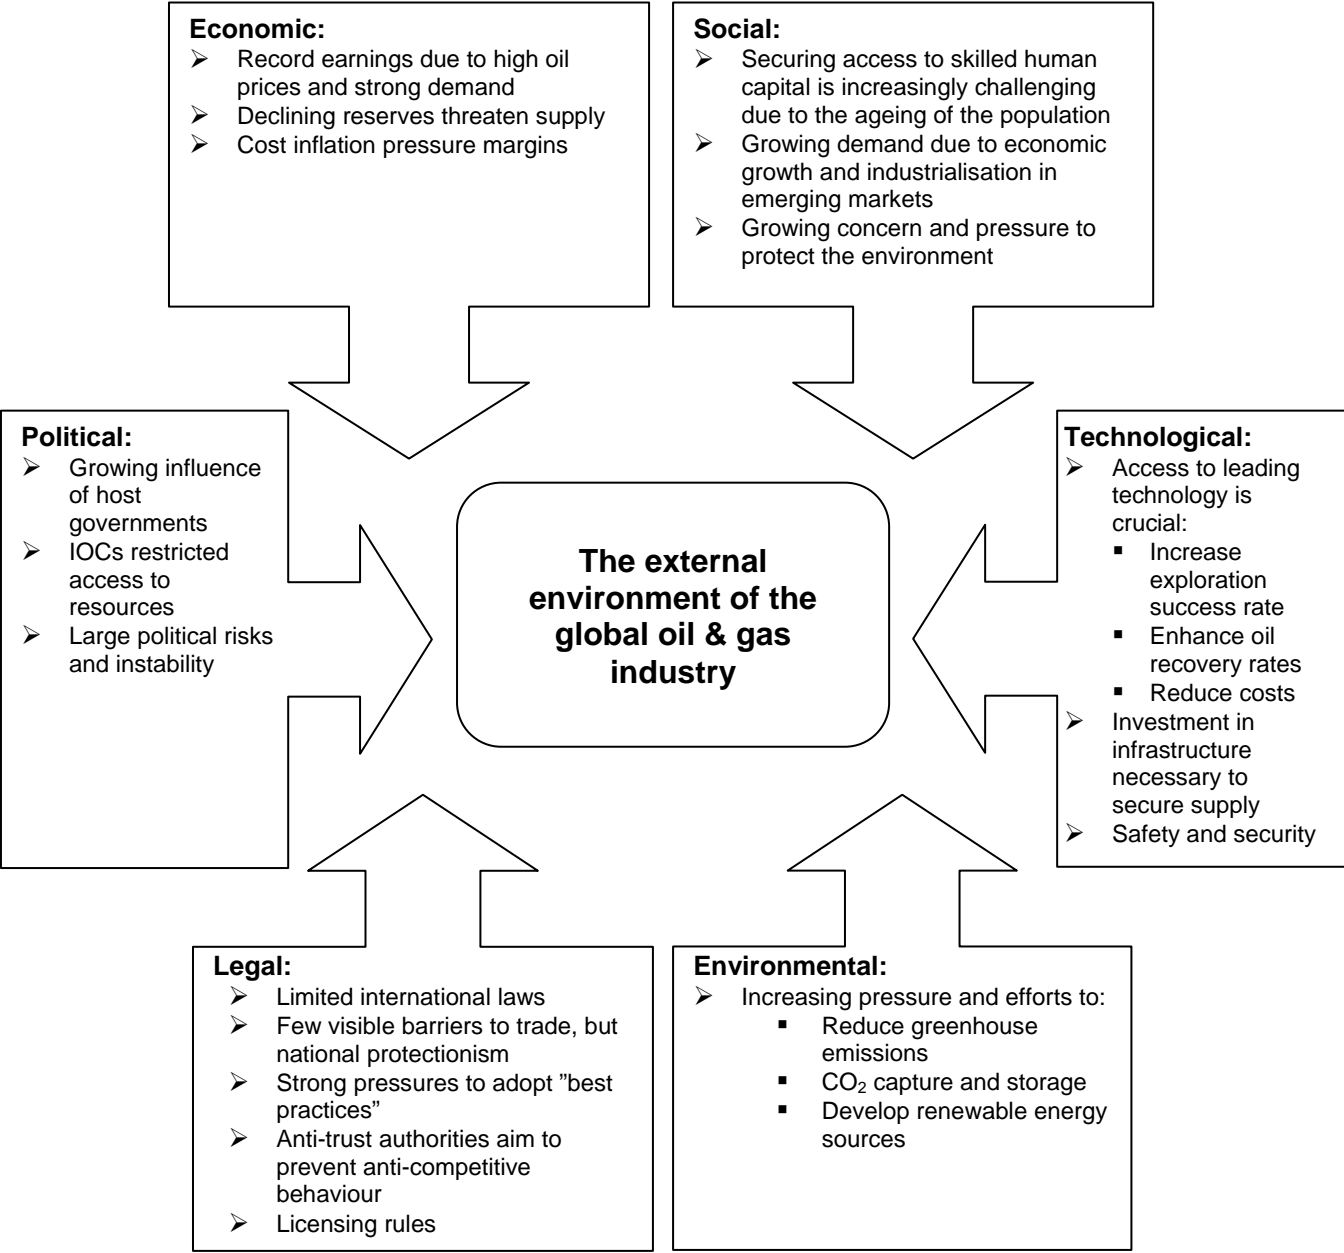 Economic:
➢ Record earnings due to high oil
prices and strong demand
➢ Declining reserves threaten supply
➢ Cost inflation pressure margins
Social:
➢ Securing access to skilled human
capital is increasingly challenging
due to the ageing of the population
➢ Growing demand due to economic
growth and industrialisation in
emerging markets
➢ Growing concern and pressure to
protect the environment
Political:
➢ Growing influence
of host
governments
➢ IOCs restricted
access to
resources
➢ Large political risks
and instability
The external
environment of the
global oil & gas
industry
Technological:
➢ Access to leading
technology is
crucial:
▪ Increase
exploration
success rate
▪ Enhance oil
recovery rates
▪ Reduce costs
➢ Investment in
infrastructure
necessary to
secure supply
➢ Safety and security
Legal:
➢ Limited international laws
➢ Few visible barriers to trade, but
national protectionism
➢ Strong pressures to adopt ”best
practices”
➢ Anti-trust authorities aim to
prevent anti-competitive
behaviour
➢ Licensing rules
Environmental:
➢ Increasing pressure and efforts to:
▪ Reduce greenhouse
emissions
▪ CO₂ capture and storage
▪ Develop renewable energy
sources